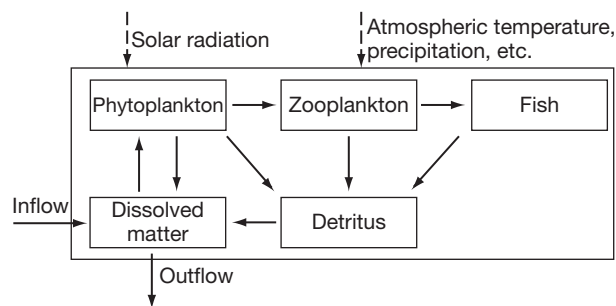 Solar radiation
Atmospheric temperature,
precipitation, etc.
Phytoplankton
Zooplankton
Fish
Inflow
Dissolved
matter
Detritus
Outflow